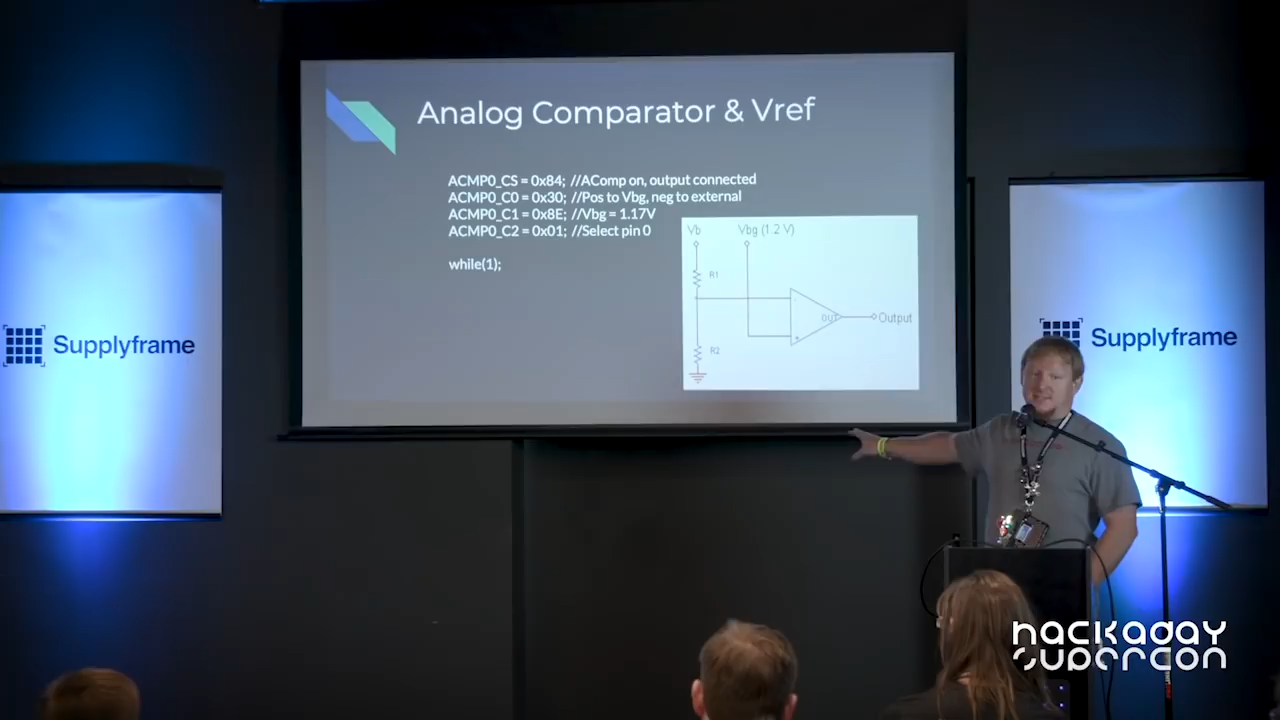 Analog Comparator & Vref
ACMP0_CS = 0x84; //AComp on, output connected
ACMP0_C0 = 0x30; //Pos to Vbg, neg to external
ACMP0_C1 = 0x8E; //Vbg = 1.17V
ACMP0_C2 = 0x01; //Select pin 0
while(1);
Vb
Vbg (1.2 V)
R1
-
OUT
Output
+
R2
Supplyframe
Supplyframe
hackaday
supercon